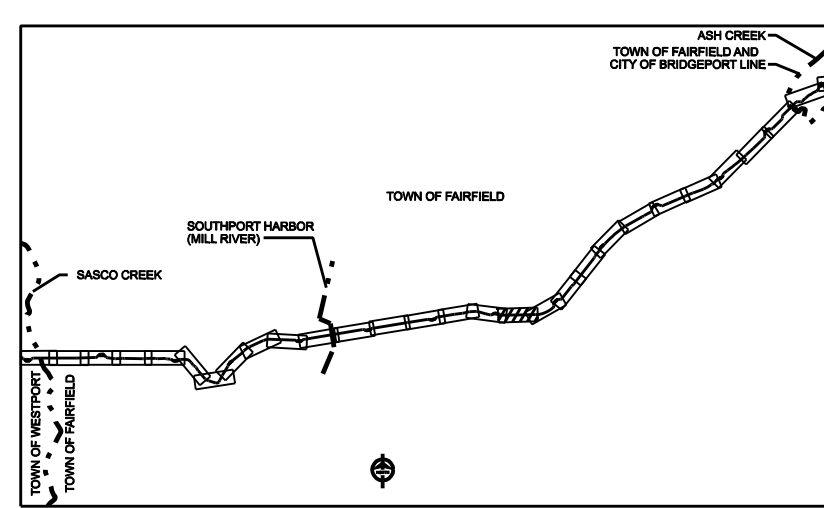 ASH CREEK
TOWN OF FAIRFIELD AND
CITY OF BRIDGEPORT LINE
TOWN OF FAIRFIELD
SOUTHPORT HARBOR
(MILL RIVER)
SASCO CREEK
TOWN OF WESTPORT
TOWN OF FAIRFIELD